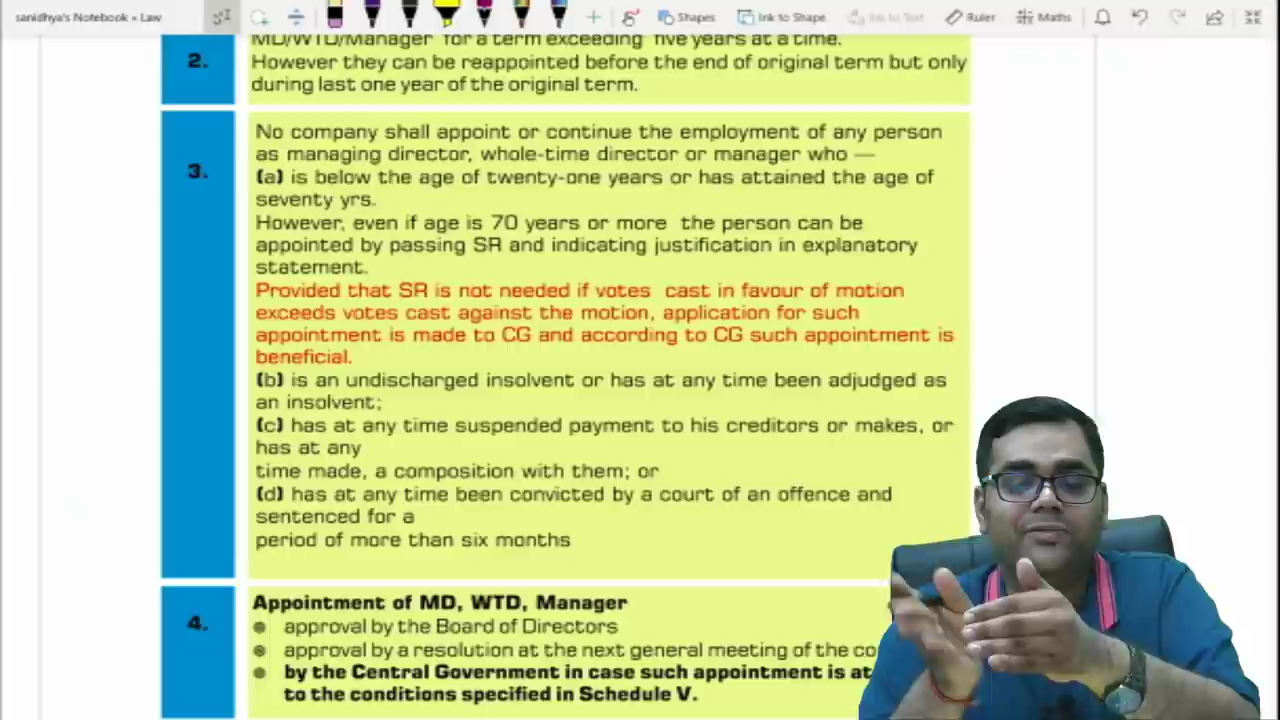 sanidhya's Notebook • Law
Shapes
Ink to Shape
Ink to Text
Ruler
Maths
2.
MD/WTD/Manager for a term exceeding five years at a time.
However they can be reappointed before the end of original term but only
during last one year of the original term.
3.
No company shall appoint or continue the employment of any person
as managing director, whole-time director or manager who —
(a) is below the age of twenty-one years or has attained the age of
seventy yrs.
However, even if age is 70 years or more the person can be
appointed by passing SR and indicating justification in explanatory
statement.
Provided that SR is not needed if votes cast in favour of motion
exceeds votes cast against the motion, application for such
appointment is made to CG and according to CG such appointment is
beneficial.
(b) is an undischarged insolvent or has at any time been adjudged as
an insolvent;
(c) has at any time suspended payment to his creditors or makes, or
has at any
time made, a composition with them; or
(d) has at any time been convicted by a court of an offence and
sentenced for a
period of more than six months
4.
Appointment of MD, WTD, Manager
● approval by the Board of Directors
● approval by a resolution at the next general meeting of the co
● by the Central Government in case such appointment is at
to the conditions specified in Schedule V.